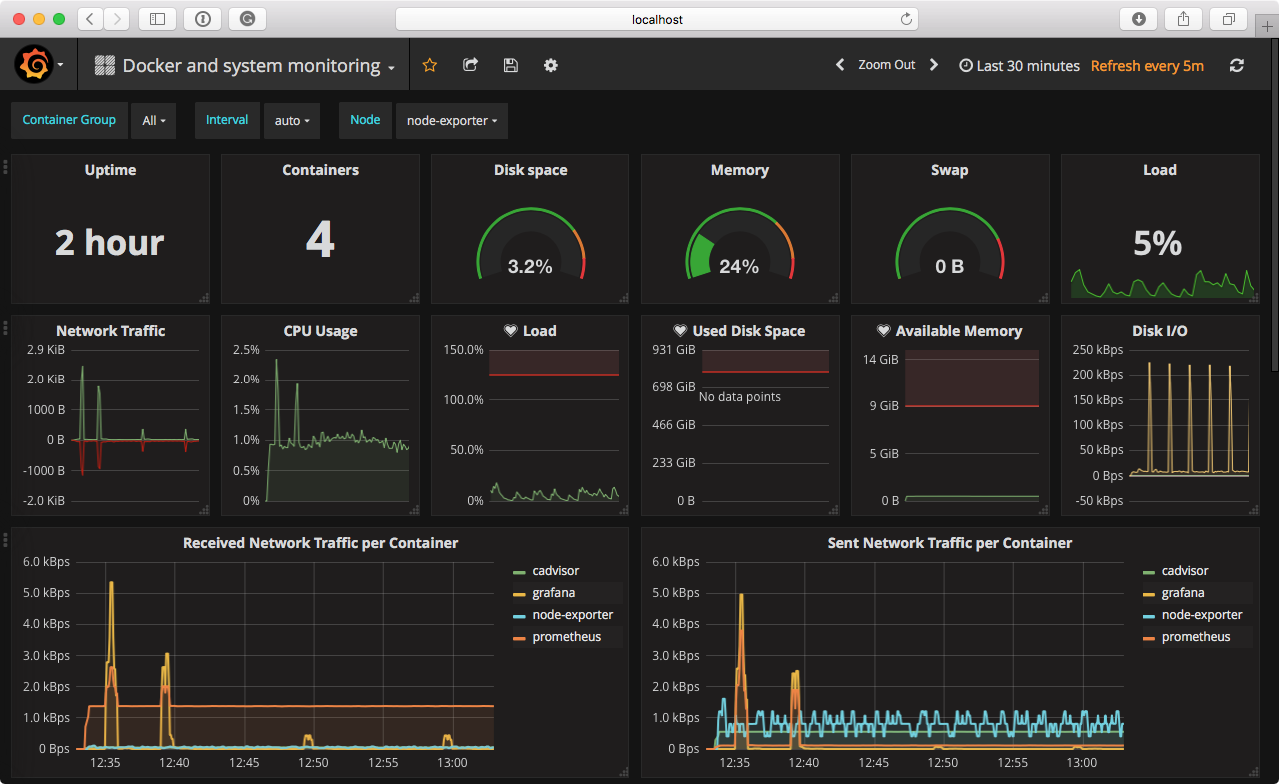 localhost
Docker and system monitoring
Zoom Out
Last 30 minutes Refresh every 5m
Container Group All
Interval auto
Node node-exporter
Uptime
2 hour
Containers
4
Disk space
3.2%
Memory
24%
Swap
0 B
Load
5%
Network Traffic
2.9 KiB
2.0 KiB
1000 B
0 B
-1000 B
-2.0 KiB
CPU Usage
2.5%
2.0%
1.5%
1.0%
0.5%
0%
Load
150.0%
100.0%
50.0%
0%
Used Disk Space
931 GiB
698 GiB
No data points
466 GiB
233 GiB
0 B
Available Memory
14 GiB
9 GiB
5 GiB
0 B
Disk I/O
250 kBps
200 kBps
150 kBps
100 kBps
50 kBps
0 Bps
-50 kBps
Received Network Traffic per Container
6.0 kBps
5.0 kBps
4.0 kBps
3.0 kBps
2.0 kBps
1.0 kBps
0 Bps
12:35 12:40 12:45 12:50 12:55 13:00
cadvisor
grafana
node-exporter
prometheus
Sent Network Traffic per Container
6.0 kBps
5.0 kBps
4.0 kBps
3.0 kBps
2.0 kBps
1.0 kBps
0 Bps
12:35 12:40 12:45 12:50 12:55 13:00
cadvisor
grafana
node-exporter
prometheus